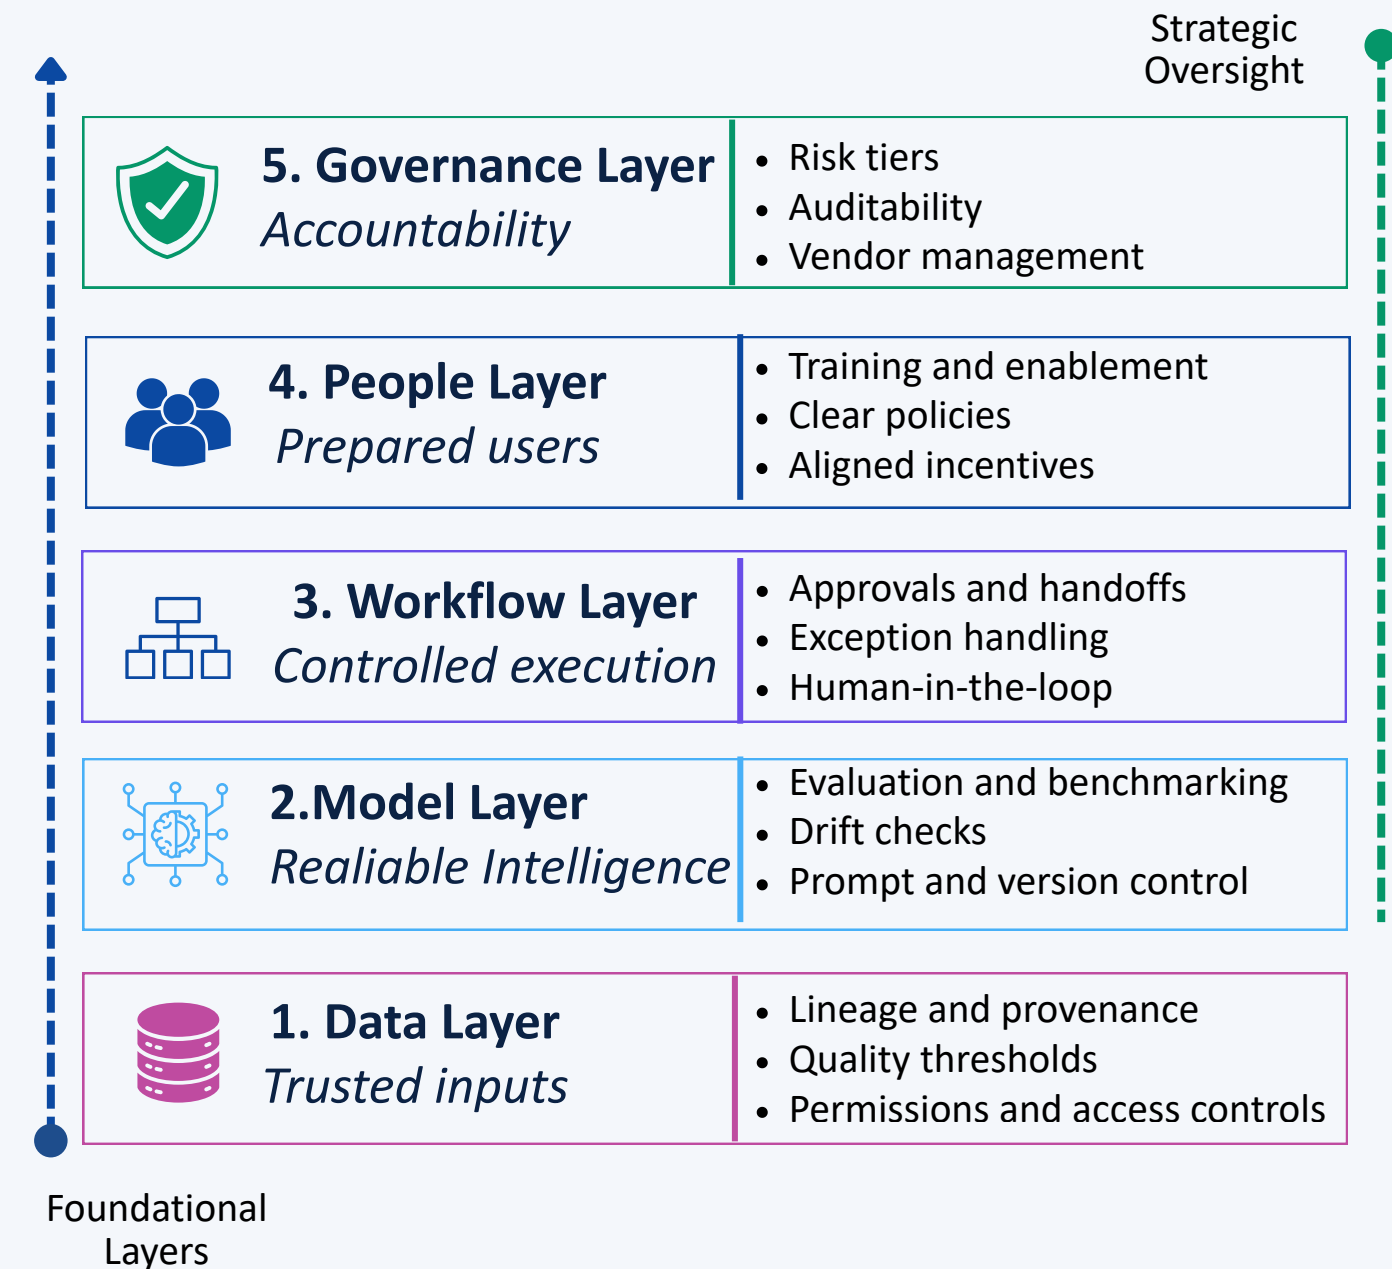 Strategic
Oversight
5. Governance Layer
Accountability
• Risk tiers
• Auditability
• Vendor management
4. People Layer
Prepared users
• Training and enablement
• Clear policies
• Aligned incentives
3. Workflow Layer
Controlled execution
• Approvals and handoffs
• Exception handling
• Human-in-the-loop
2.Model Layer
Realiable Intelligence
• Evaluation and benchmarking
• Drift checks
• Prompt and version control
1. Data Layer
Trusted inputs
• Lineage and provenance
• Quality thresholds
• Permissions and access controls
Foundational
Layers